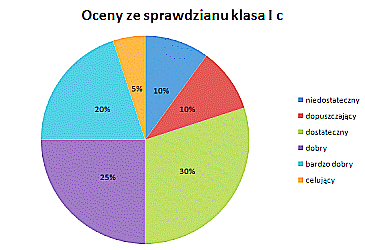 Oceny ze sprawdzianu klasa I c
10%
10%
30%
25%
20%
5%
niedostateczny
dopuszczający
dostateczny
dobry
bardzo dobry
celujący